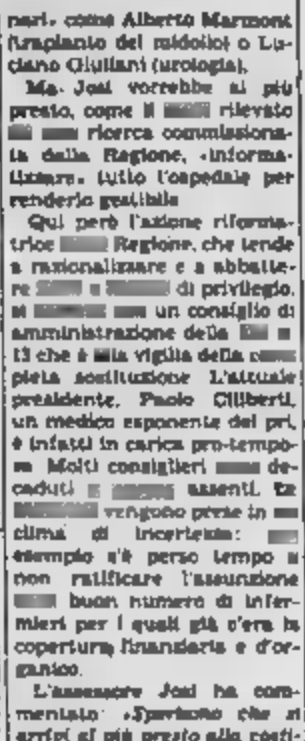 nari, come Alberto Marmont
(trapianto del midollo) o Lu-
ciano Giuliani (urologia).
Ma Josi vorrebbe al più
presto, come il rilevato
ricerca commissiona-
ta dalla Regione, «informa-
tizzare» tutto l'ospedale per
renderlo gestibile
Qui però l'azione riforma-
trice Regione, che tende
a razionalizzare e a abbatte-
re di privilegio,
si un consiglio di
amministrazione della
13 che è alla vigilia della com-
pleta sostituzione L'attuale
presidente, Paolo Ciliberti,
un medico esponente del pri,
è infatti in carica pro-tempo-
re Molti consiglieri de-
caduti assenti. Le
vengono prese in
clima di incertezza:
esempio s'è perso tempo a
non ratificare l'assunzione
buon numero di infer-
mieri per i quali già c'era la
copertura finanziaria e d'or-
ganico.
L'assessore Josi ha com-
mentato: «Speriamo che si
arrivi al più presto alla costi-